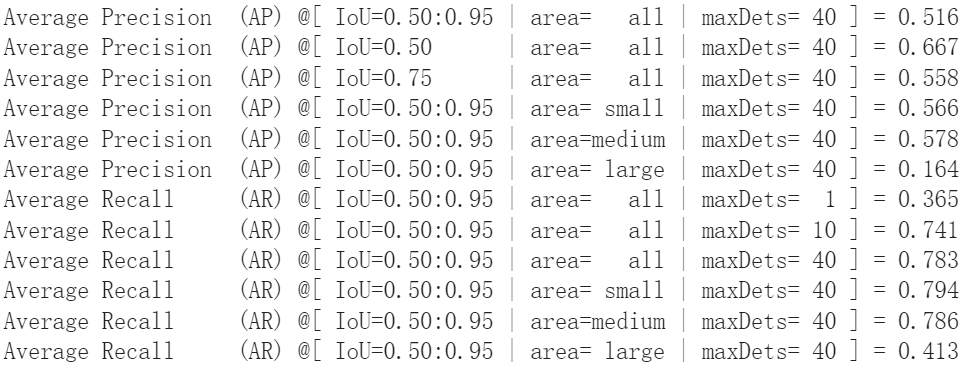 Average Precision  (AP) @[ IoU=0.50:0.95 | area=   all | maxDets= 40 ] = 0.516
Average Precision  (AP) @[ IoU=0.50      | area=   all | maxDets= 40 ] = 0.667
Average Precision  (AP) @[ IoU=0.75      | area=   all | maxDets= 40 ] = 0.558
Average Precision  (AP) @[ IoU=0.50:0.95 | area= small | maxDets= 40 ] = 0.566
Average Precision  (AP) @[ IoU=0.50:0.95 | area=medium | maxDets= 40 ] = 0.578
Average Precision  (AP) @[ IoU=0.50:0.95 | area= large | maxDets= 40 ] = 0.164
Average Recall     (AR) @[ IoU=0.50:0.95 | area=   all | maxDets=  1 ] = 0.365
Average Recall     (AR) @[ IoU=0.50:0.95 | area=   all | maxDets= 10 ] = 0.741
Average Recall     (AR) @[ IoU=0.50:0.95 | area=   all | maxDets= 40 ] = 0.783
Average Recall     (AR) @[ IoU=0.50:0.95 | area= small | maxDets= 40 ] = 0.794
Average Recall     (AR) @[ IoU=0.50:0.95 | area=medium | maxDets= 40 ] = 0.786
Average Recall     (AR) @[ IoU=0.50:0.95 | area= large | maxDets= 40 ] = 0.413